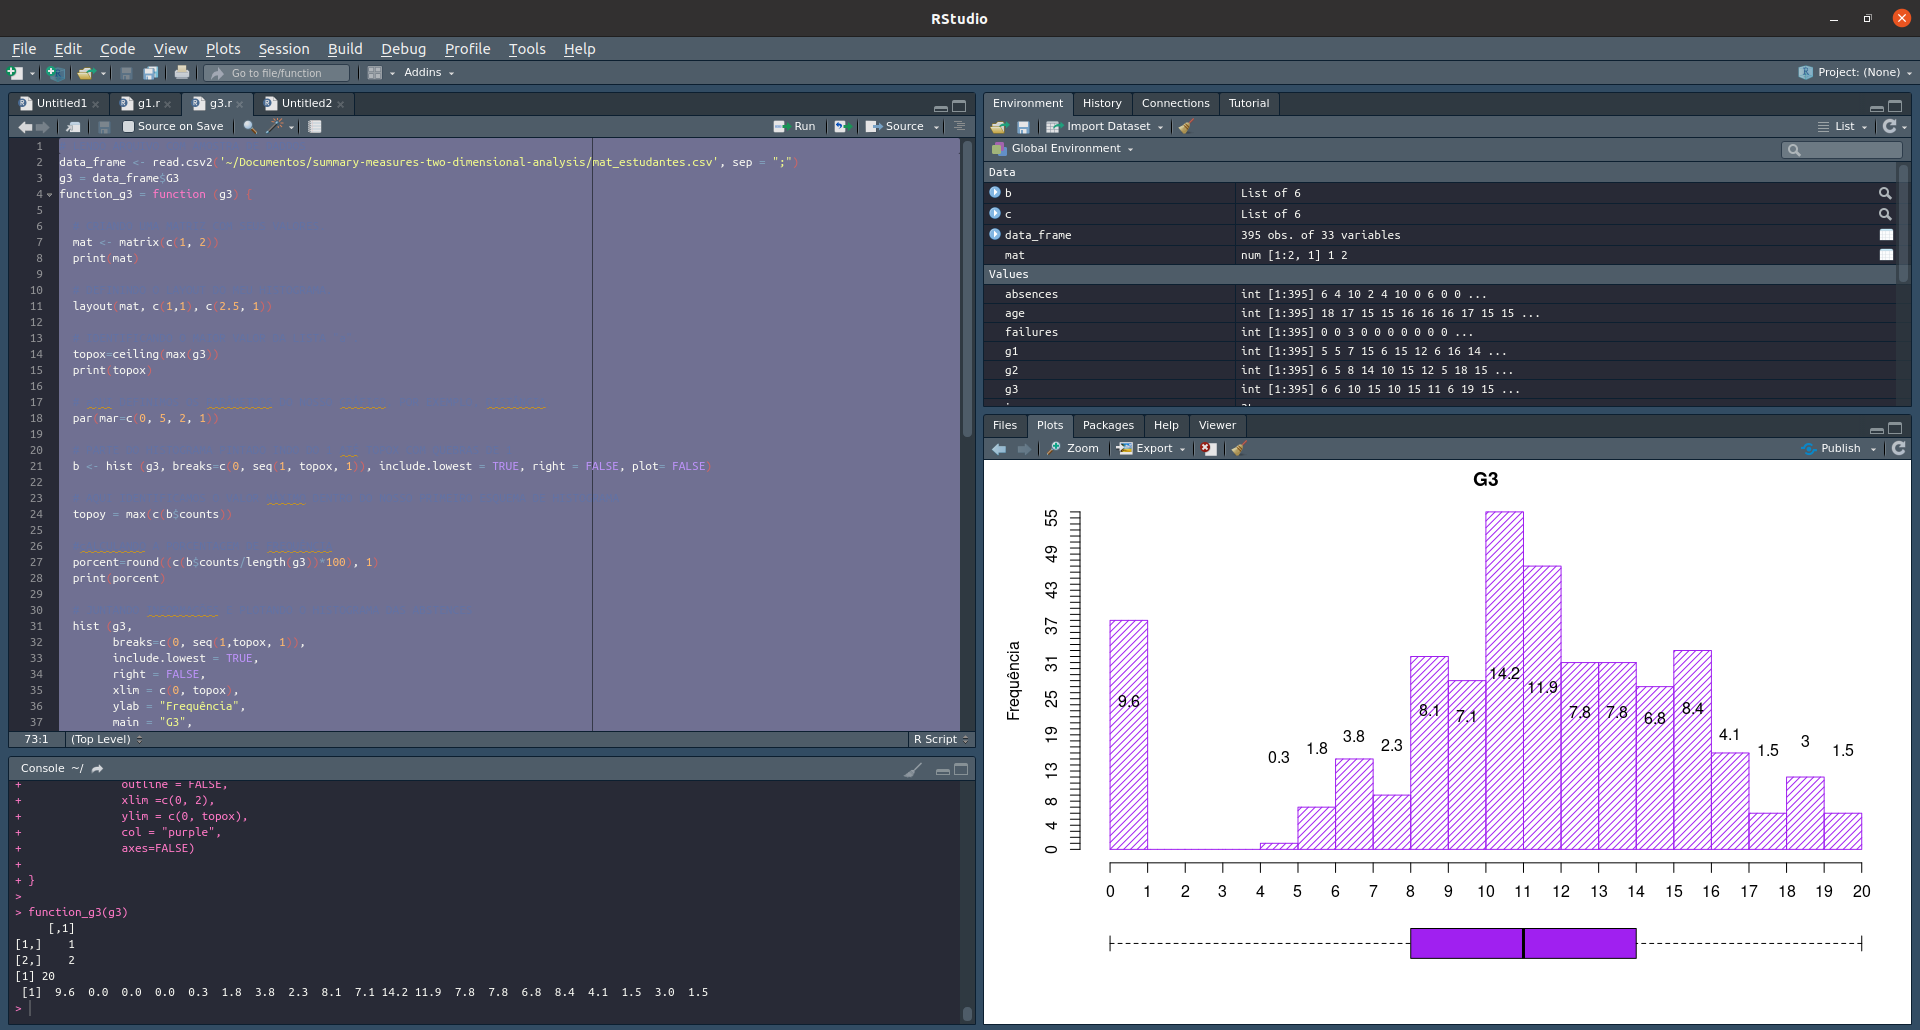 RStudio
File Edit Code View Plots Session Build Debug Profile Tools Help
Go to file/function Addins Project: (None)
Untitled1 g1.r g3.r Untitled2
Source on Save Run Source
1
2 data_frame <- read.csv2('~/Documentos/summary-measures-two-dimensional-analysis/mat_estudantes.csv', sep = ";")
3 g3 = data_frame$G3
4 function_g3 = function (g3) {
5
6
7 mat <- matrix(c(1, 2))
8 print(mat)
9
10
11 layout(mat, c(1,1), c(2.5, 1))
12
13
14 topox=ceiling(max(g3))
15 print(topox)
16
17
18 par(mar=c(0, 5, 2, 1))
19
20
21 b <- hist (g3, breaks=c(0, seq(1, topox, 1)), include.lowest = TRUE, right = FALSE, plot= FALSE)
22
23
24 topoy = max(c(b$counts))
25
26
27 porcent=round((c(b$counts/length(g3))*100), 1)
28 print(porcent)
29
30
31 hist (g3,
32 breaks=c(0, seq(1,topox, 1)),
33 include.lowest = TRUE,
34 right = FALSE,
35 xlim = c(0, topox),
36 ylab = "Frequência",
37 main = "G3",
73:1 (Top Level) R Script
Console ~/
+ outline = FALSE,
+ xlim =c(0, 2),
+ ylim = c(0, topox),
+ col = "purple",
+ axes=FALSE)
+
+ }
>
> function_g3(g3)
[,1]
[1,] 1
[2,] 2
[1] 20
[1] 9.6 0.0 0.0 0.0 0.3 1.8 3.8 2.3 8.1 7.1 14.2 11.9 7.8 7.8 6.8 8.4 4.1 1.5 3.0 1.5
>
Environment History Connections Tutorial
Import Dataset List
Global Environment
Data
b List of 6
c List of 6
data_frame 395 obs. of 33 variables
mat num [1:2, 1] 1 2
Values
absences int [1:395] 6 4 10 2 4 10 0 6 0 0 ...
age int [1:395] 18 17 15 15 16 16 16 17 15 15 ...
failures int [1:395] 0 0 3 0 0 0 0 0 0 0 ...
g1 int [1:395] 5 5 7 15 6 15 12 6 16 14 ...
g2 int [1:395] 6 5 8 14 10 15 12 5 18 15 ...
g3 int [1:395] 6 6 10 15 10 15 11 6 19 15 ...
Files Plots Packages Help Viewer
Zoom Export Publish
G3
Frequência
55
49
43
37
31
25
19
13
8
4
0
9.6 0.3 1.8 3.8 2.3 8.1 7.1 14.2 11.9 7.8 7.8 6.8 8.4 4.1 1.5 3 1.5
0 1 2 3 4 5 6 7 8 9 10 11 12 13 14 15 16 17 18 19 20